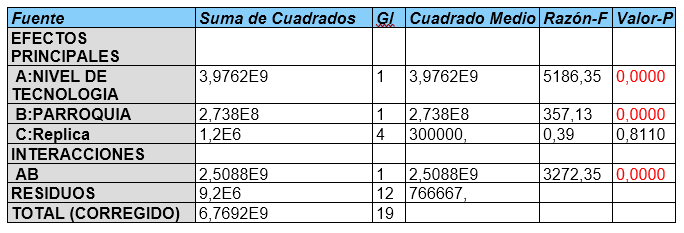 Fuente Suma de Cuadrados Gl Cuadrado Medio Razón-F Valor-P
EFECTOS
PRINCIPALES
A:NIVEL DE 3,9762E9 1 3,9762E9 5186,35 0,0000
TECNOLOGIA
B:PARROQUIA 2,738E8 1 2,738E8 357,13 0,0000
C:Replica 1,2E6 4 300000, 0,39 0,8110
INTERACCIONES
AB 2,5088E9 1 2,5088E9 3272,35 0,0000
RESIDUOS 9,2E6 12 766667,
TOTAL (CORREGIDO) 6,7692E9 19